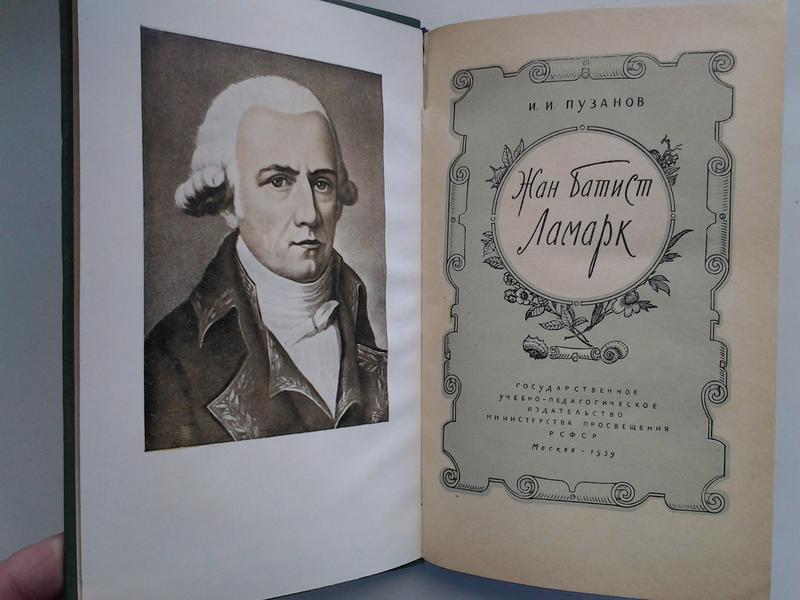 И. И. ПУЗАНОВ
Жан Батист
Ламарк
ГОСУДАРСТВЕННОЕ
УЧЕБНО-ПЕДАГОГИЧЕСКОЕ
ИЗДАТЕЛЬСТВО
МИНИСТЕРСТВА ПРОСВЕЩЕНИЯ
РСФСР
Москва · 1959